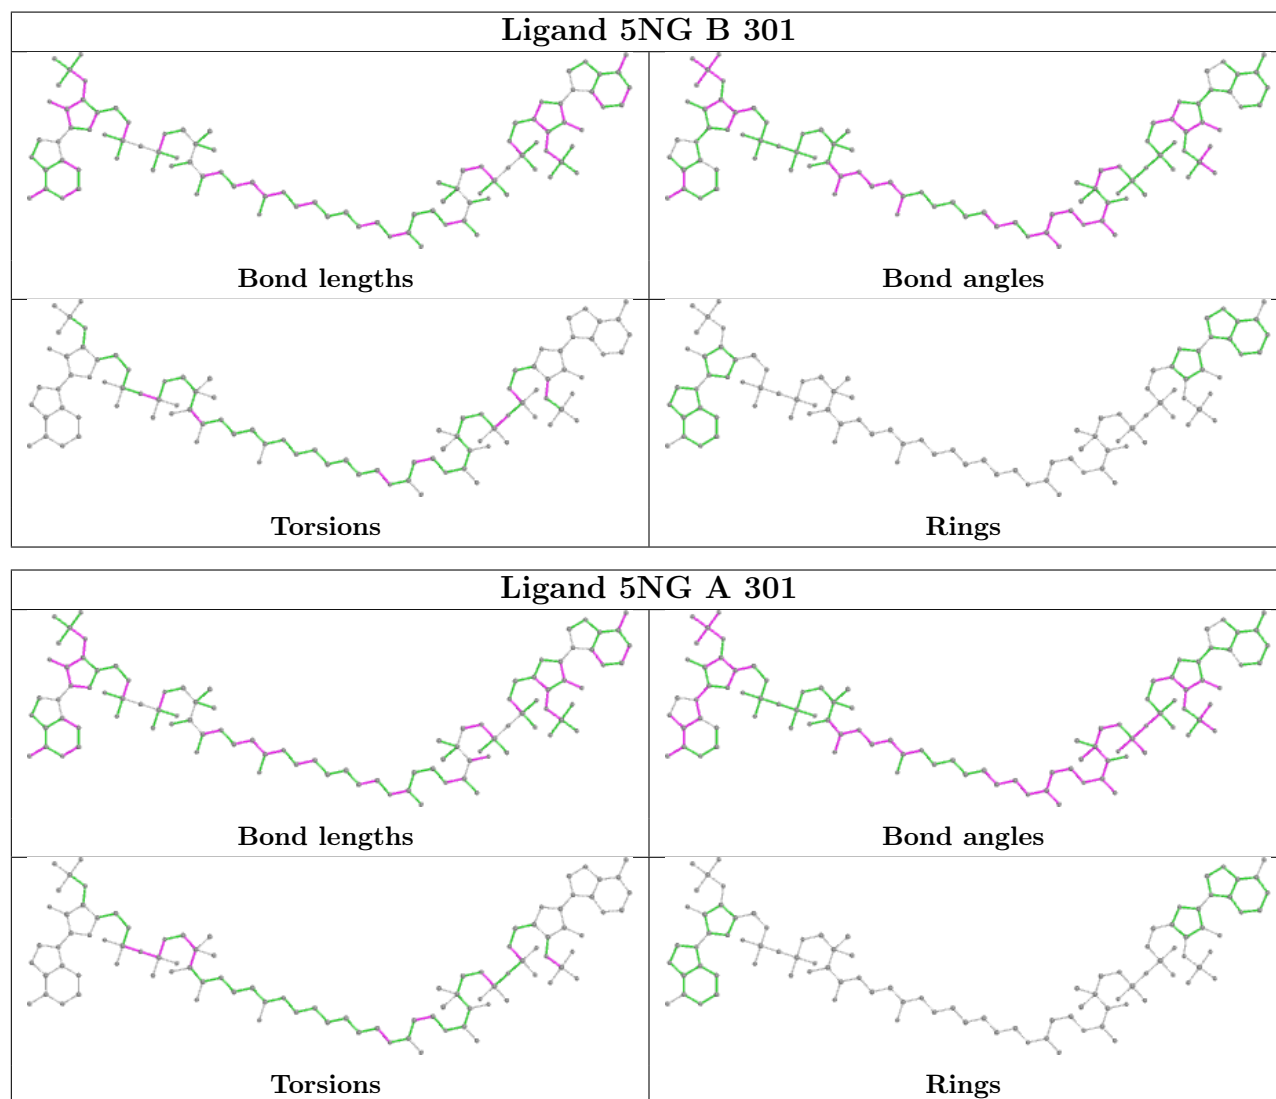 Ligand 5NG B 301
Bond lengths
Bond angles
Torsions
Rings
Ligand 5NG A 301
Bond lengths
Bond angles
Torsions
Rings